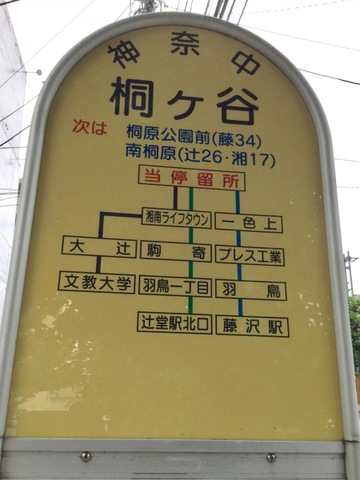 神奈中
桐ヶ谷
次は 桐原公園前(藤34)
南桐原(辻26・湘17)
当停留所
湘南ライフタウン 一色上
大辻 駒寄 プレス工業
文教大学 羽鳥一丁目 羽鳥
辻堂駅北口 藤沢駅